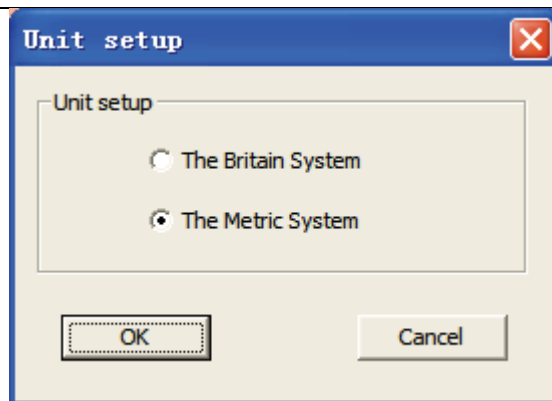 Unit setup
Unit setup
The Britain System
The Metric System
OK
Cancel